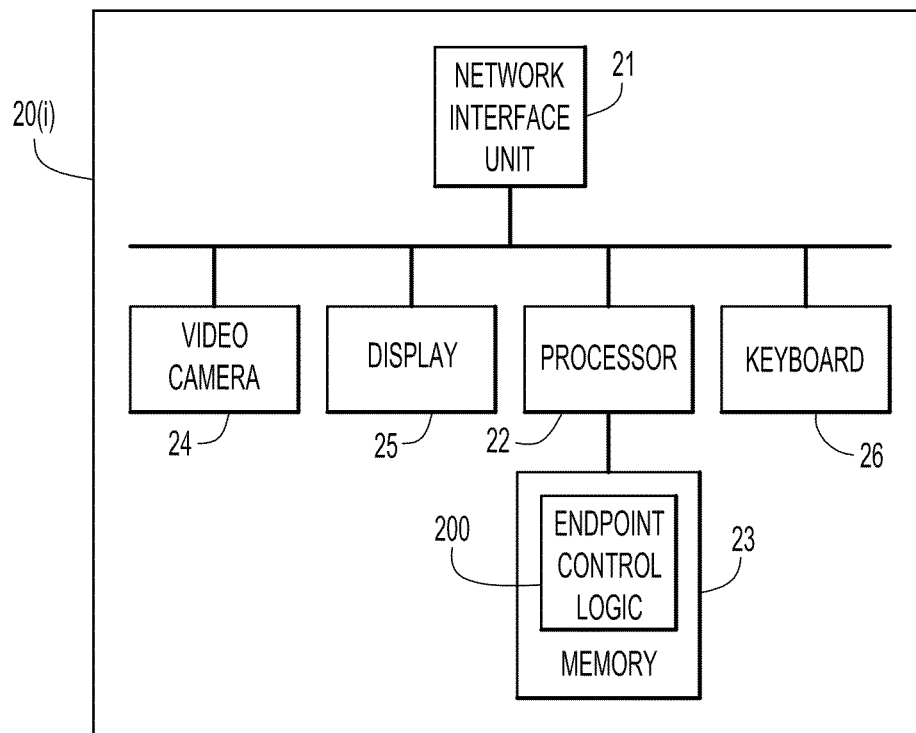 NETWORK
INTERFACE
UNIT
21
20(i)
VIDEO
CAMERA
DISPLAY
PROCESSOR
KEYBOARD
24
25
22
26
ENDPOINT
CONTROL
LOGIC
200
23
MEMORY